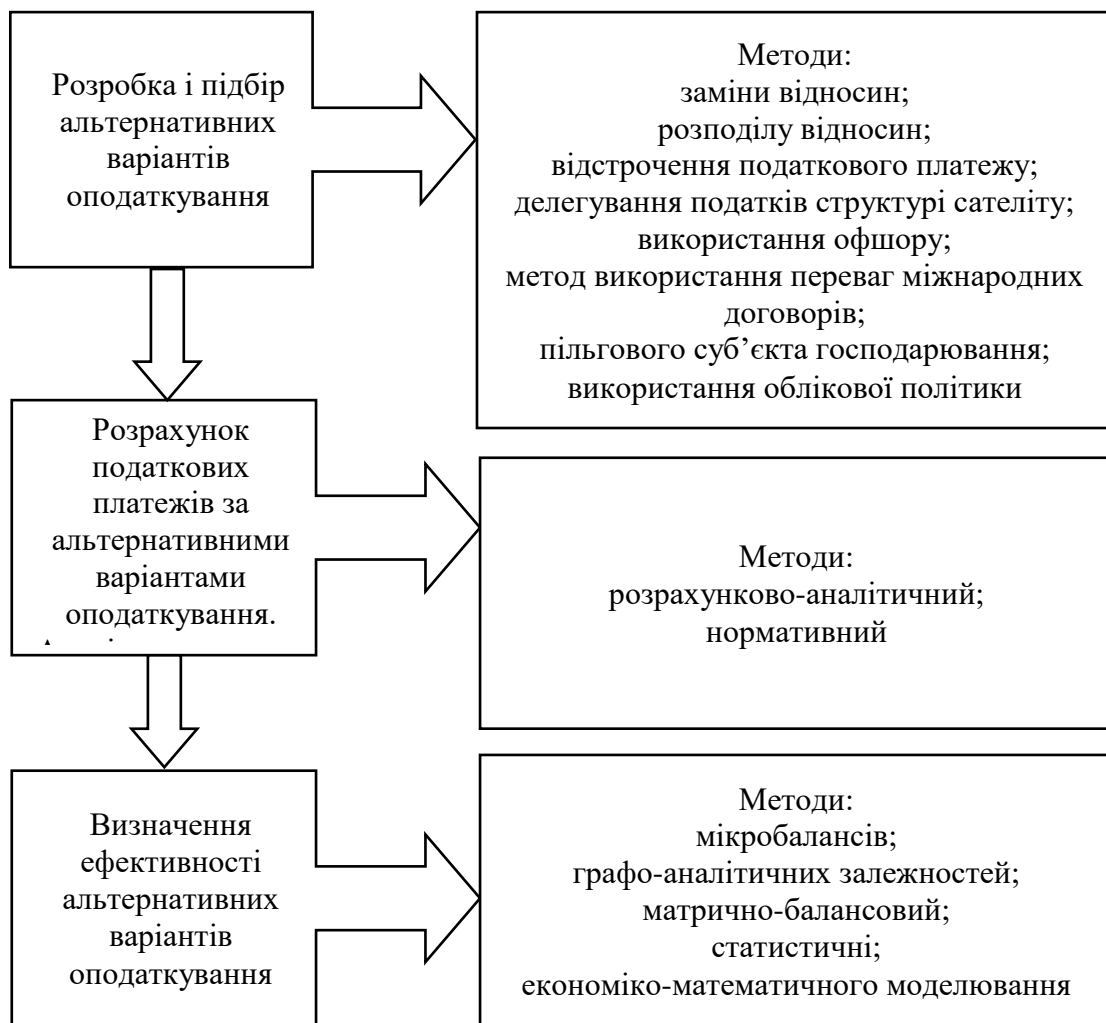 Розробка і підбір
альтернативних
варіантів
оподаткування
Методи:
заміни відносин;
розподілу відносин;
відстрочення податкового платежу;
делегування податків структурі сателіту;
використання офшору;
метод використання переваг міжнародних
договорів;
пільгового суб’єкта господарювання;
використання облікової політики
Розрахунок
податкових
платежів за
альтернативними
варіантами
оподаткування.
Методи:
розрахунково-аналітичний;
нормативний
Визначення
ефективності
альтернативних
варіантів
оподаткування
Методи:
мікробалансів;
графо-аналітичних залежностей;
матрично-балансовий;
статистичні;
економіко-математичного моделювання